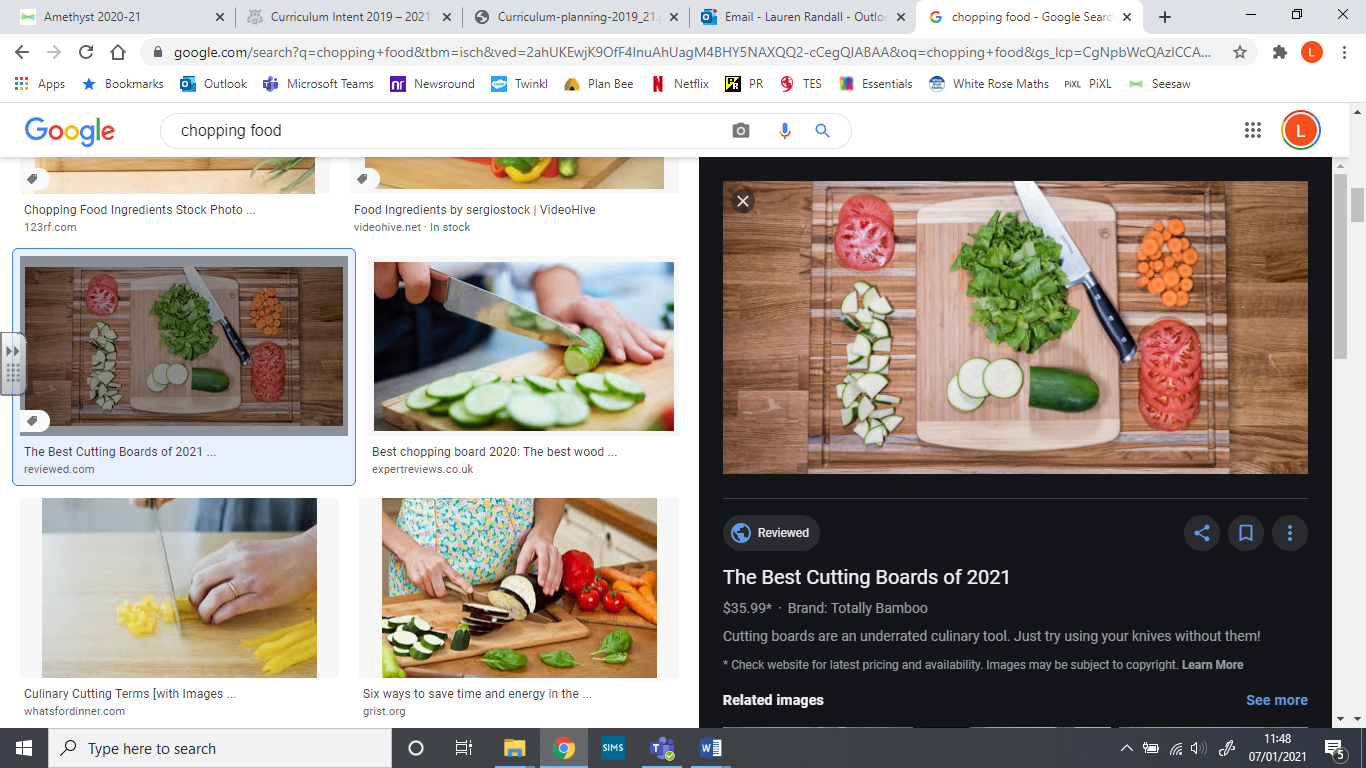 Amethyst 2020-21
Curriculum Intent 2019 – 2021
Curriculum-planning-2019_21.p
Email - Lauren Randall - Outloo
chopping food - Google Search
google.com/search?q=chopping+food&tbm=isch&ved=2ahUKEwjK9OfF4InuAhUagM4BHY5NAXQQ2-cCegQIABAA&oq=chopping+food&gs_lcp=CgNpbWcQAzICCA...
L
Apps
Bookmarks
Outlook
Microsoft Teams
nr Newsround
Twinkl
Plan Bee
Netflix
PR
TES
Essentials
White Rose Maths
PiXL PiXL
Seesaw
Google
chopping food
L
Chopping Food Ingredients Stock Photo ...
123rf.com
Food Ingredients by sergiostock | VideoHive
videohive.net · In stock
The Best Cutting Boards of 2021 ...
reviewed.com
Best chopping board 2020: The best wood ...
expertreviews.co.uk
Culinary Cutting Terms [with Images ...
whatsfordinner.com
Six ways to save time and energy in the ...
grist.org
Reviewed
The Best Cutting Boards of 2021
$35.99* · Brand: Totally Bamboo
Cutting boards are an underrated culinary tool. Just try using your knives without them!
* Check website for latest pricing and availability. Images may be subject to copyright. Learn More
Related images
See more
Type here to search
SIMS
11:48
07/01/2021
5